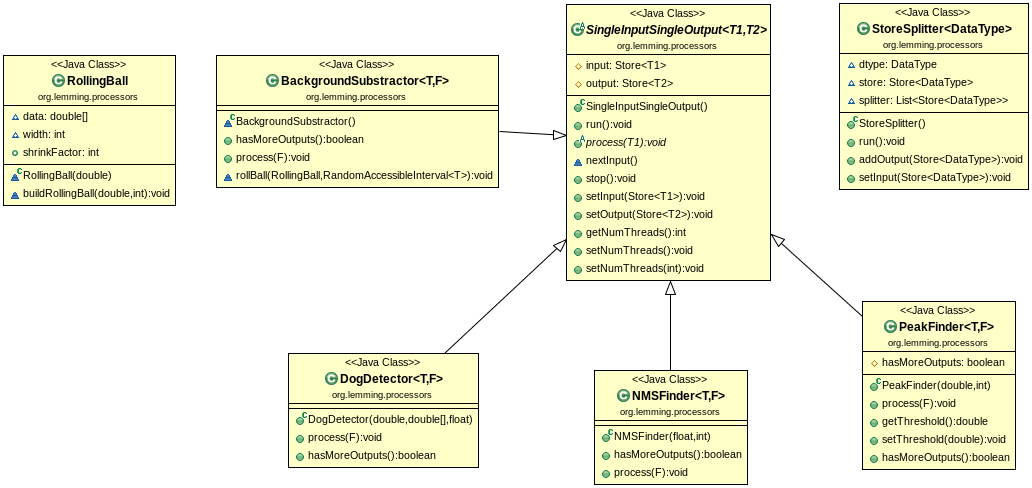 <<Java Class>>
RollingBall
org.lemming.processors
data: double[]
width: int
shrinkFactor: int
RollingBall(double)
buildRollingBall(double,int):void
<<Java Class>>
BackgroundSubstractor<T,F>
org.lemming.processors
BackgroundSubstractor()
hasMoreOutputs():boolean
process(F):void
rollBall(RollingBall,RandomAccessibleInterval<T>):void
<<Java Class>>
SingleInputSingleOutput<T1,T2>
org.lemming.processors
input: Store<T1>
output: Store<T2>
SingleInputSingleOutput()
run():void
process(T1):void
nextInput()
stop():void
setInput(Store<T1>):void
setOutput(Store<T2>):void
getNumThreads():int
setNumThreads():void
setNumThreads(int):void
<<Java Class>>
StoreSplitter<DataType>
org.lemming.processors
dtype: DataType
store: Store<DataType>
splitter: List<Store<DataType>>
StoreSplitter()
run():void
addOutput(Store<DataType>):void
setInput(Store<DataType>):void
<<Java Class>>
DogDetector<T,F>
org.lemming.processors
DogDetector(double,double[],float)
process(F):void
hasMoreOutputs():boolean
<<Java Class>>
NMSFinder<T,F>
org.lemming.processors
NMSFinder(float,int)
hasMoreOutputs():boolean
process(F):void
<<Java Class>>
PeakFinder<T,F>
org.lemming.processors
hasMoreOutputs: boolean
PeakFinder(double,int)
process(F):void
getThreshold():double
setThreshold(double):void
hasMoreOutputs():boolean